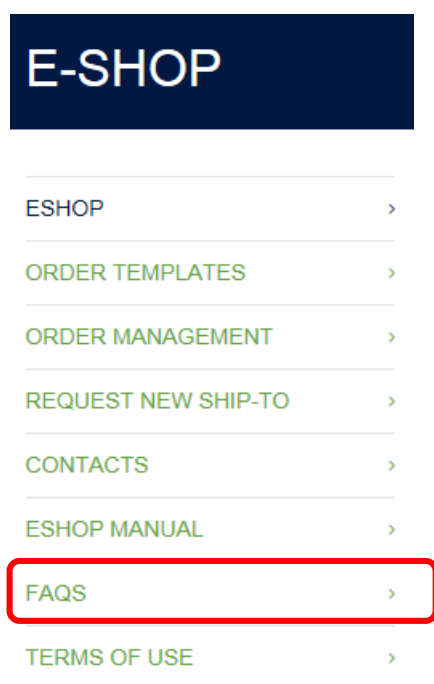 E-SHOP
ESHOP
ORDER TEMPLATES
ORDER MANAGEMENT
REQUEST NEW SHIP-TO
CONTACTS
ESHOP MANUAL
FAQS
TERMS OF USE